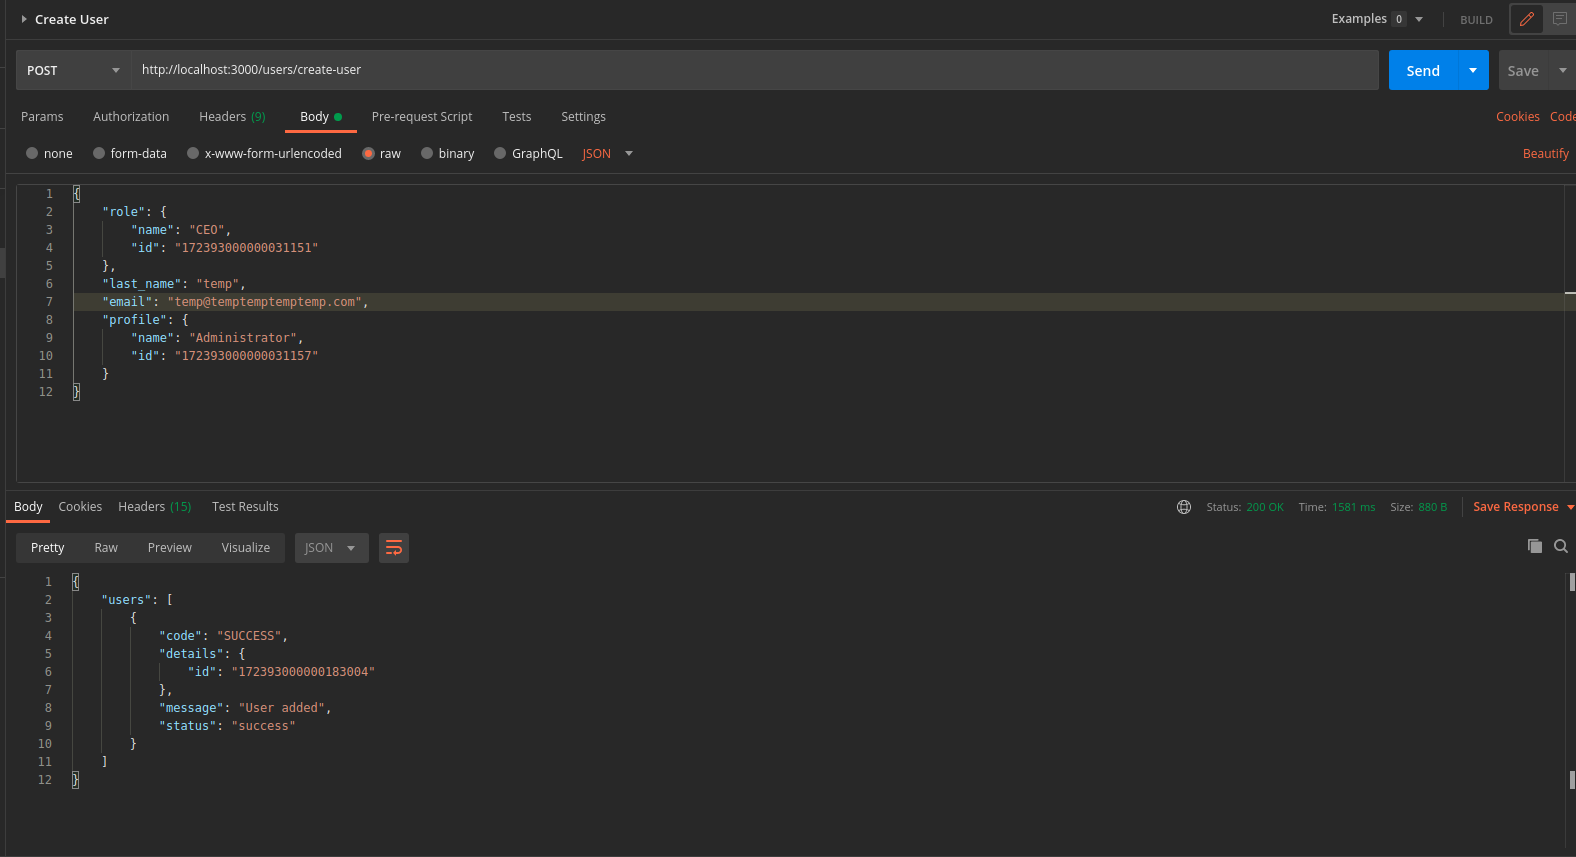 Create User
Examples 0
BUILD
POST
http://localhost:3000/users/create-user
Send
Save
Params Authorization Headers (9) Body Pre-request Script Tests Settings
Cookies Code
none form-data x-www-form-urlencoded raw binary GraphQL JSON
Beautify
1 {
2 "role": {
3 "name": "CEO",
4 "id": "172393000000031151"
5 },
6 "last_name": "temp",
7 "email": "temp@temptemptemptemp.com",
8 "profile": {
9 "name": "Administrator",
10 "id": "172393000000031157"
11 }
12 }
Body Cookies Headers (15) Test Results
Status: 200 OK Time: 1581 ms Size: 880 B
Save Response
Pretty Raw Preview Visualize JSON
1 {
2 "users": [
3 {
4 "code": "SUCCESS",
5 "details": {
6 "id": "172393000000183004"
7 },
8 "message": "User added",
9 "status": "success"
10 }
11 ]
12 }